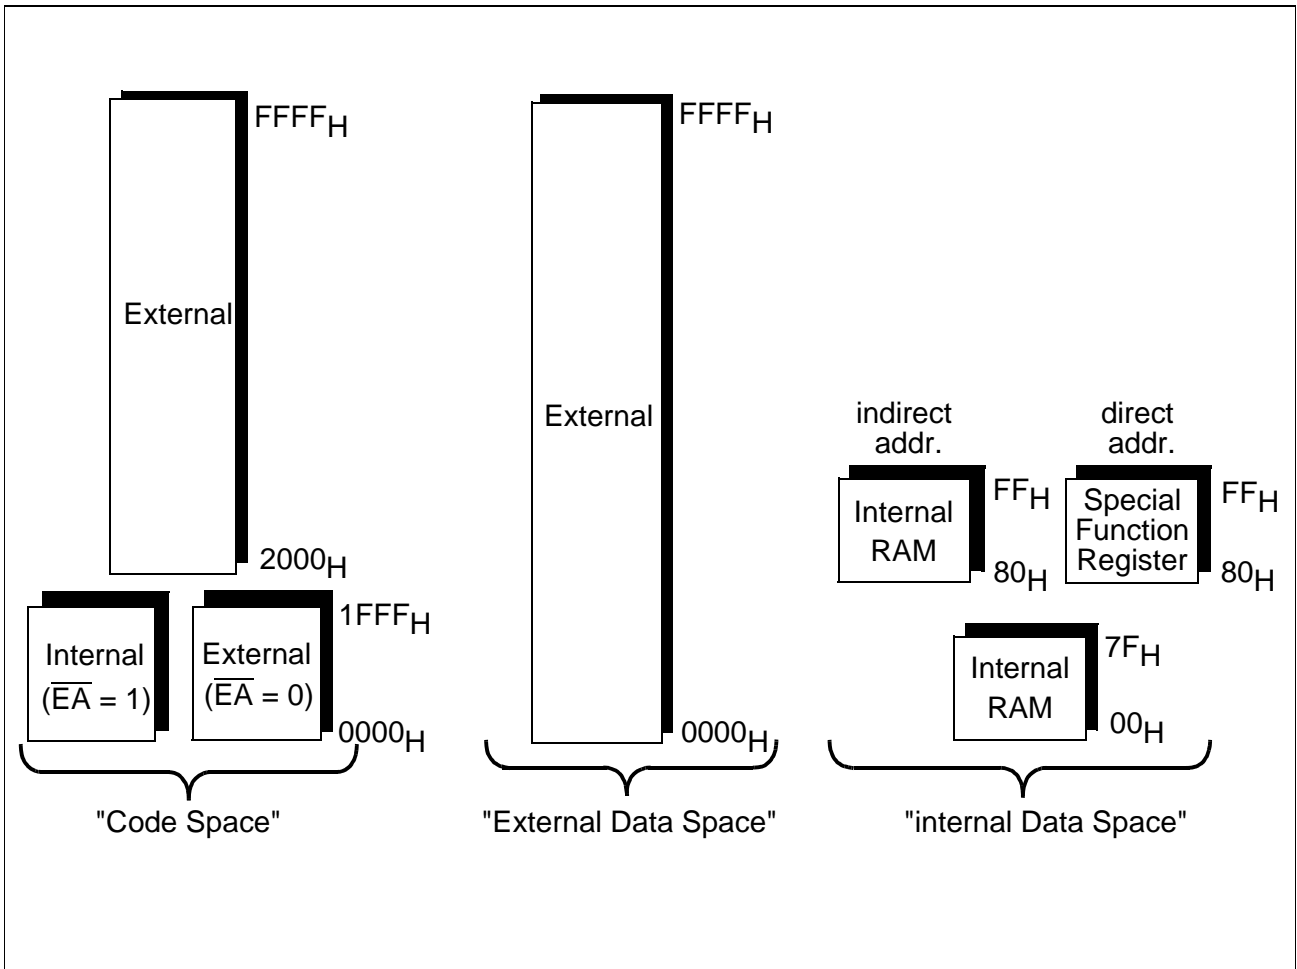 FFFFH
External
2000H
Internal
(EA = 1)
External
(EA = 0)
1FFFH
0000H
"Code Space"
FFFFH
External
0000H
"External Data Space"
indirect
addr.
Internal
RAM
FFH
80H
direct
addr.
Special
Function
Register
FFH
80H
Internal
RAM
7FH
00H
"internal Data Space"